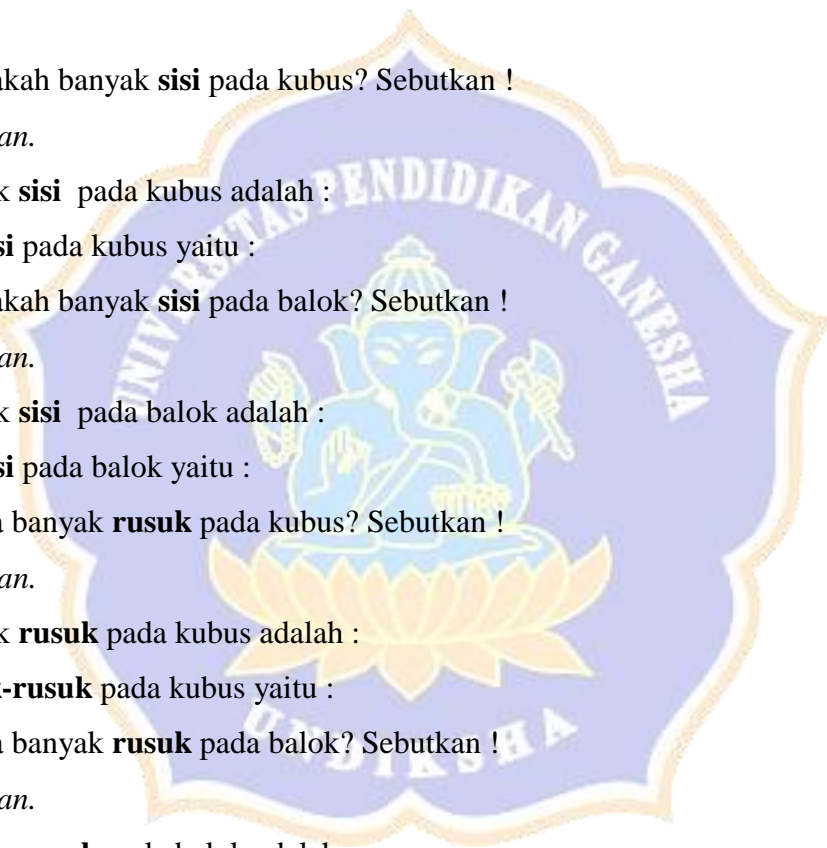 akah banyak sisi pada kubus? Sebutkan !
an.
k sisi pada kubus adalah :
si pada kubus yaitu :
akah banyak sisi pada balok? Sebutkan !
an.
k sisi pada balok adalah :
si pada balok yaitu :
a banyak rusuk pada kubus? Sebutkan !
an.
k rusuk pada kubus adalah :
k-rusuk pada kubus yaitu :
a banyak rusuk pada balok? Sebutkan !
an.
UNIVERSITAS PENDIDIKAN GANESHA
UNDIKSHA